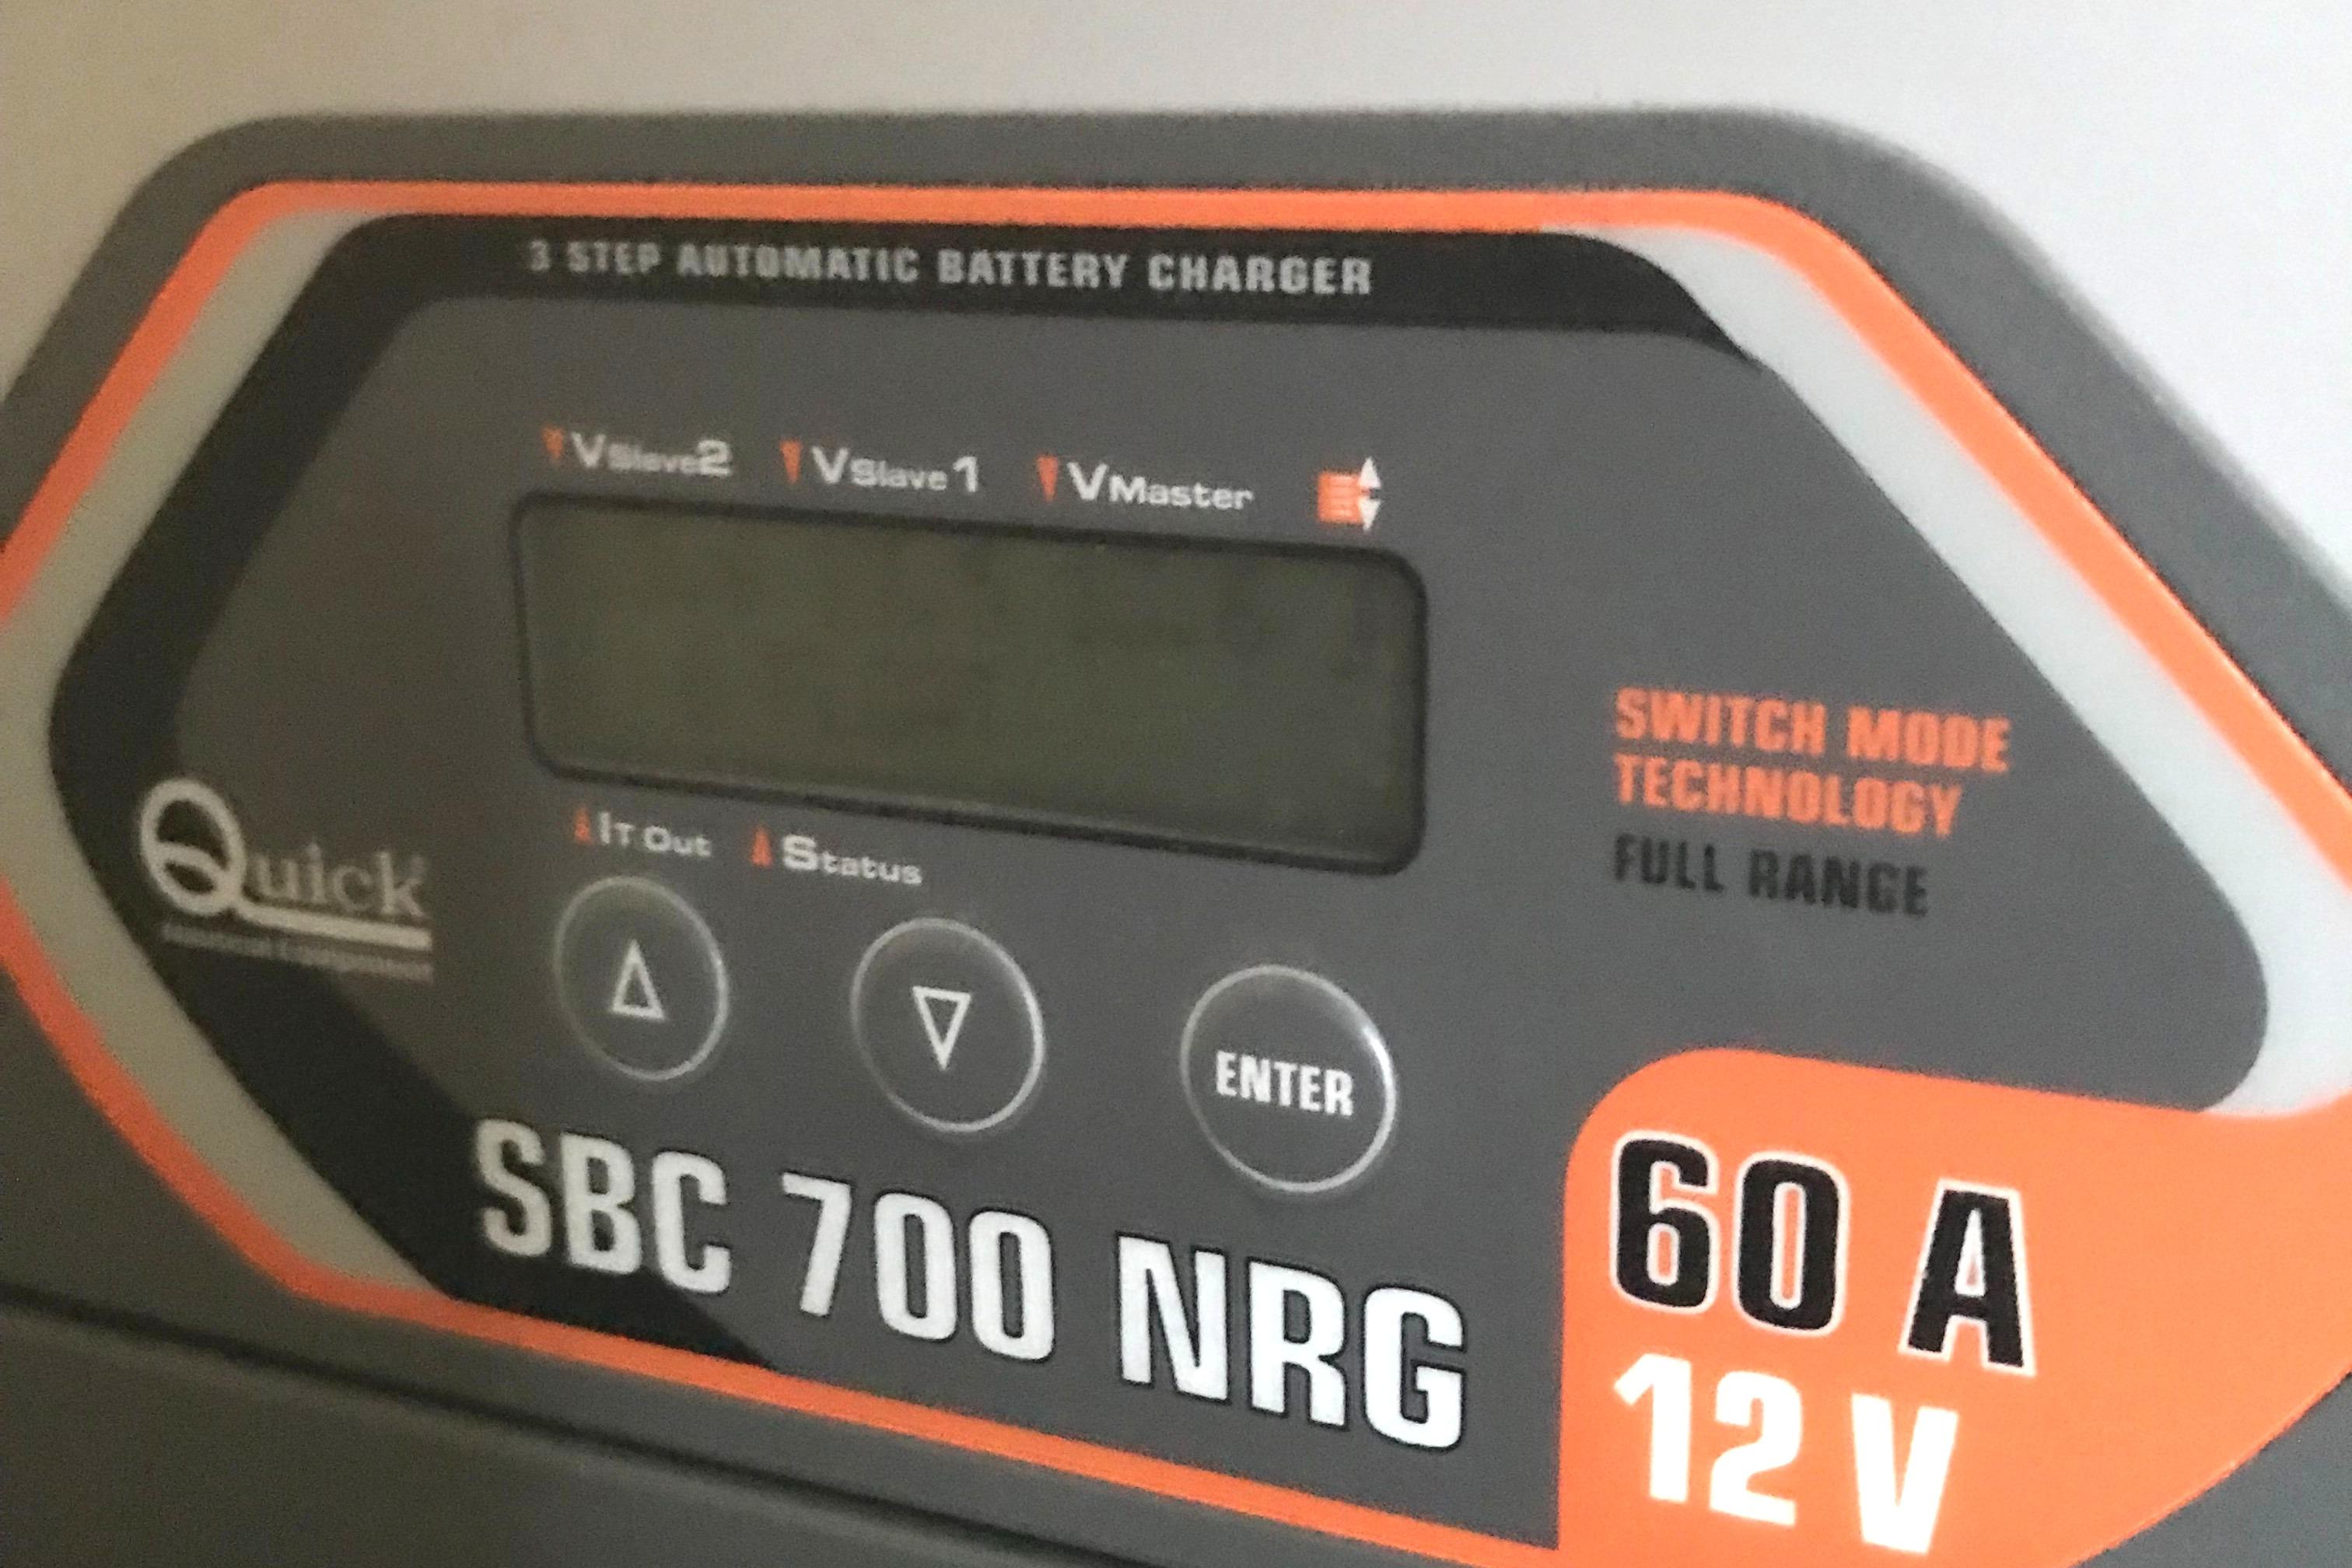 3 STEP AUTOMATIC BATTERY CHARGER
VSlave2 VSlave1 VMaster
SWITCH MODE
TECHNOLOGY
FULL RANGE
IT Out Status
Quick®
ENTER
SBC 700 NRG
60 A
12 V